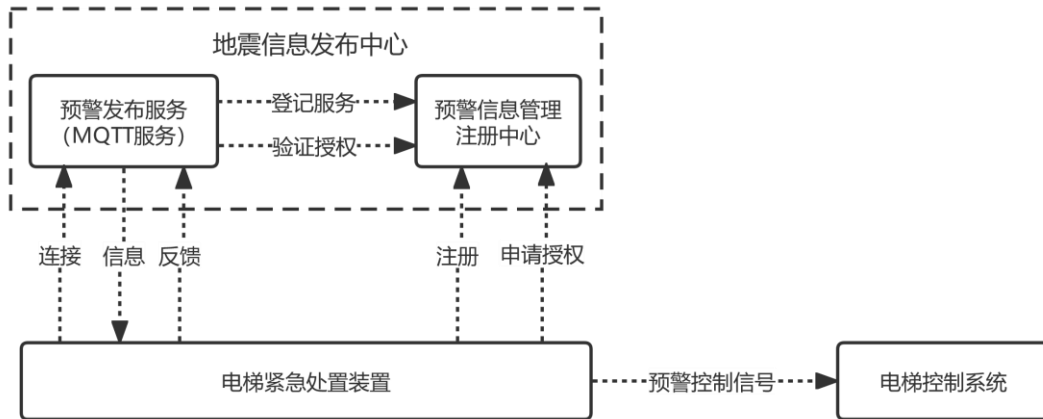 地震信息发布中心
预警发布服务
（MQTT服务）
登记服务
验证授权
预警信息管理
注册中心
连接
信息
反馈
注册
申请授权
电梯紧急处置装置
预警控制信号
电梯控制系统